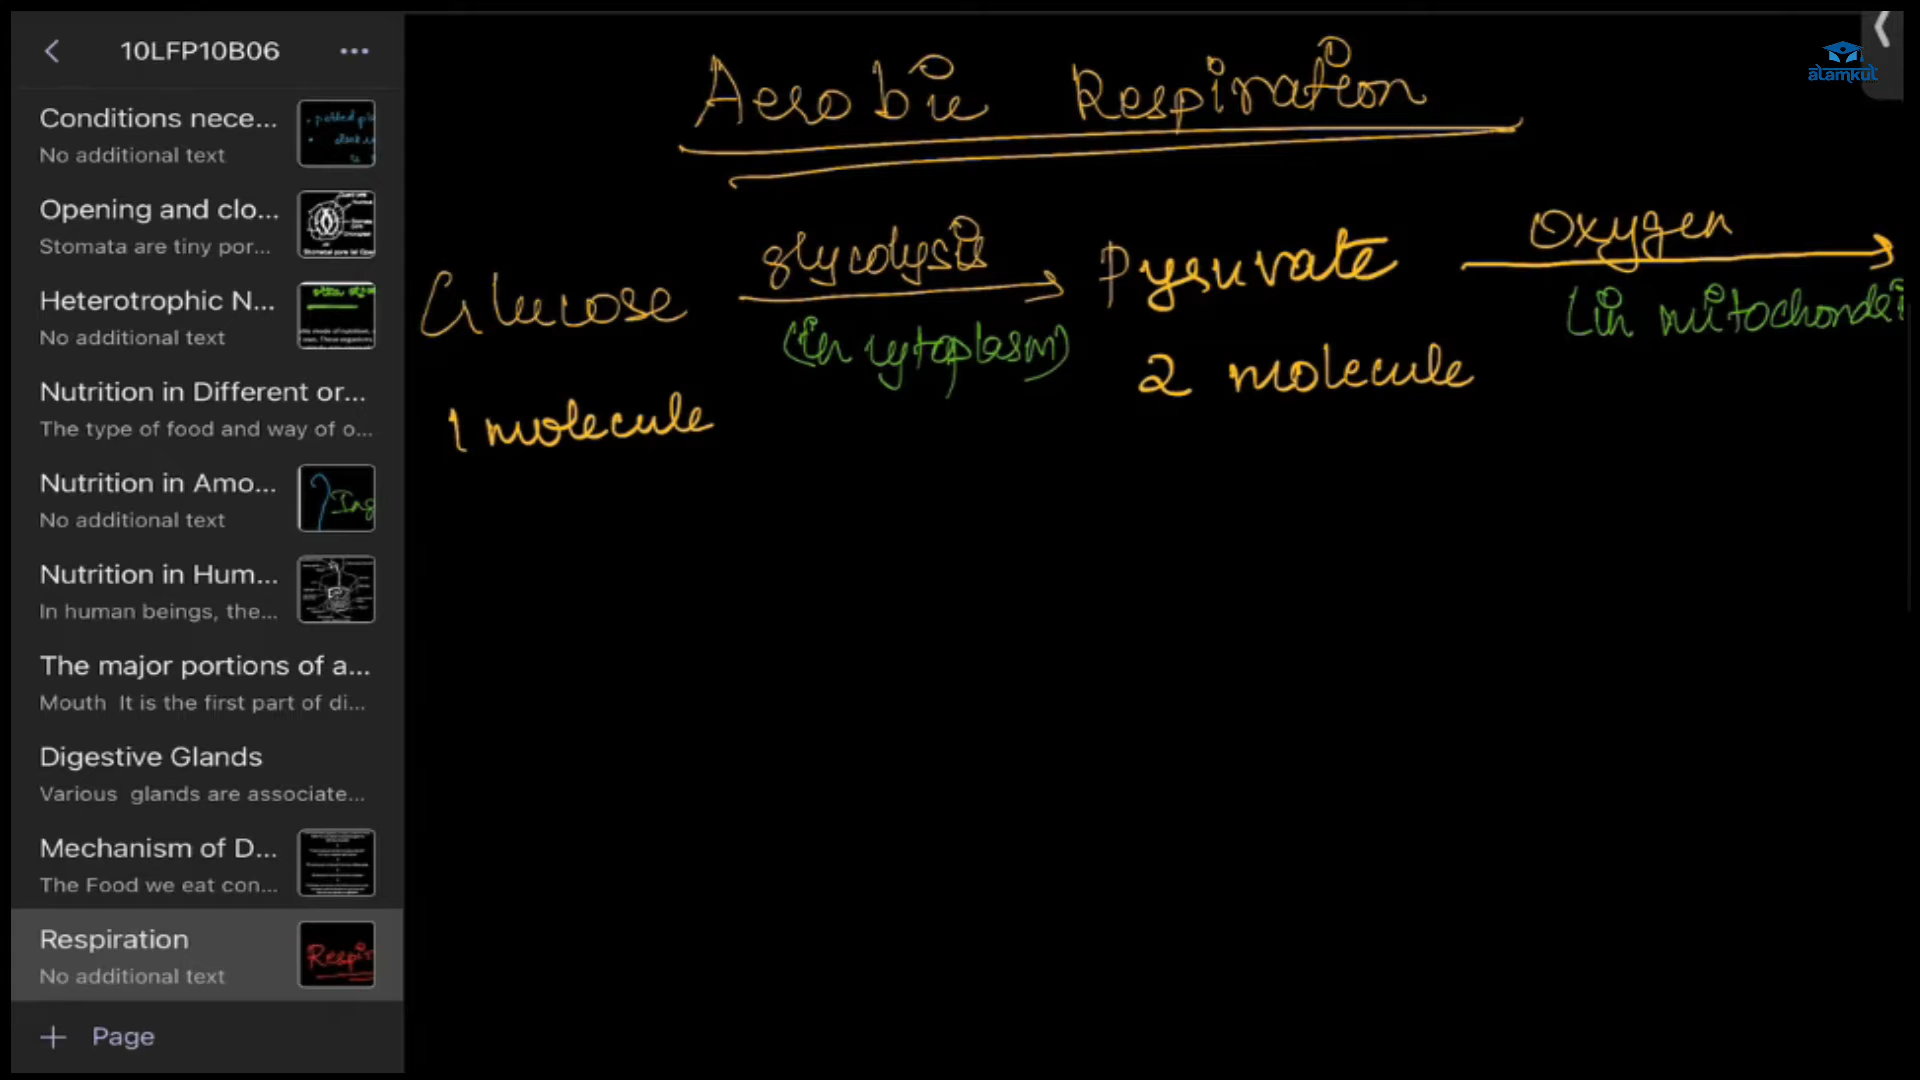 10LFP10B06
Conditions nece...
No additional text
Opening and clo...
Stomata are tiny por...
Heterotrophic N...
No additional text
Nutrition in Different or...
The type of food and way of o...
Nutrition in Amo...
No additional text
Nutrition in Hum...
In human beings, the...
The major portions of a...
Mouth It is the first part of di...
Digestive Glands
Various glands are associate...
Mechanism of D...
The Food we eat con...
Respiration
No additional text
Respir
+ Page
alamkut
Aerobic Respiration
Glucose glycolysis Pyruvate Oxygen
(in cytoplasm) (in mitochondri
1 molecule 2 molecule